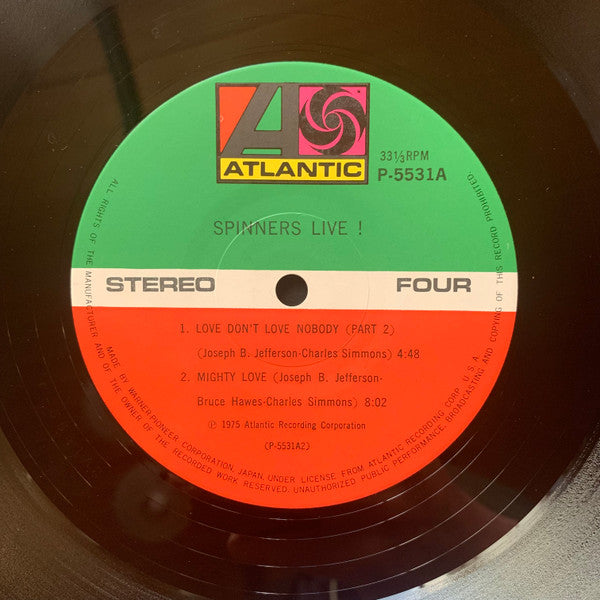 ATLANTIC
33⅓RPM
P-5531A
SPINNERS LIVE !
STEREO FOUR
1. LOVE DON'T LOVE NOBODY (PART 2)
(Joseph B. Jefferson-Charles Simmons) 4:48
2. MIGHTY LOVE (Joseph B. Jefferson-
Bruce Hawes-Charles Simmons) 8:02
℗ 1975 Atlantic Recording Corporation
(P-5531A2)
ALL RIGHTS OF THE MANUFACTURER AND OF THE OWNER OF THE RECORDED WORK RESERVED. UNAUTHORIZED PUBLIC PERFORMANCE, BROADCASTING AND COPYING OF THIS RECORD PROHIBITED.
MADE BY WARNER-PIONEER CORPORATION, JAPAN, UNDER LICENSE FROM ATLANTIC RECORDING CORP. U.S.A.